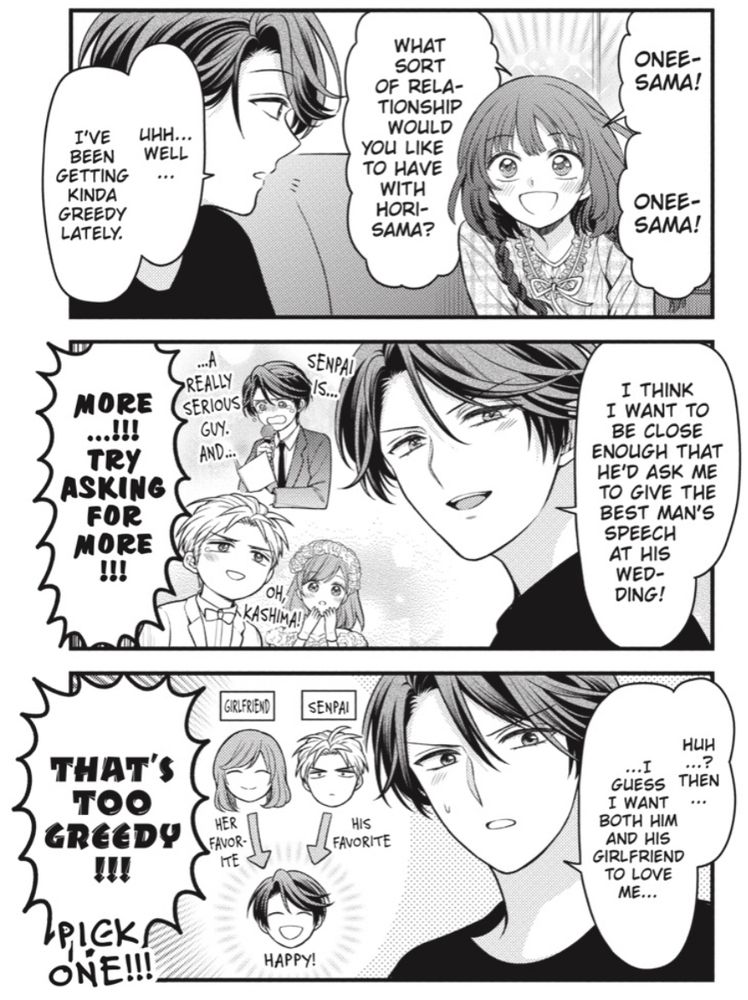 ONEE-
SAMA!
ONEE-
SAMA!
WHAT
SORT
OF RELA-
TIONSHIP
WOULD
YOU LIKE
TO HAVE
WITH
HORI-
SAMA?
UHH...
WELL
...
I'VE
BEEN
GETTING
KINDA
GREEDY
LATELY.
I THINK
I WANT TO
BE CLOSE
ENOUGH THAT
HE'D ASK ME
TO GIVE THE
BEST MAN'S
SPEECH
AT HIS
WED-
DING!
SENPAI
IS...
...A
REALLY
SERIOUS
GUY.
AND...
OH,
KASHIMA!
MORE
...!!!
TRY
ASKING
FOR
MORE
!!!
HUH
...?
THEN
...
...I
GUESS
I WANT
BOTH HIM
AND HIS
GIRLFRIEND
TO LOVE
ME...
GIRLFRIEND
SENPAI
HER
FAVOR-
ITE
HIS
FAVORITE
HAPPY!
THAT'S
TOO
GREEDY
!!!
PICK
ONE!!!